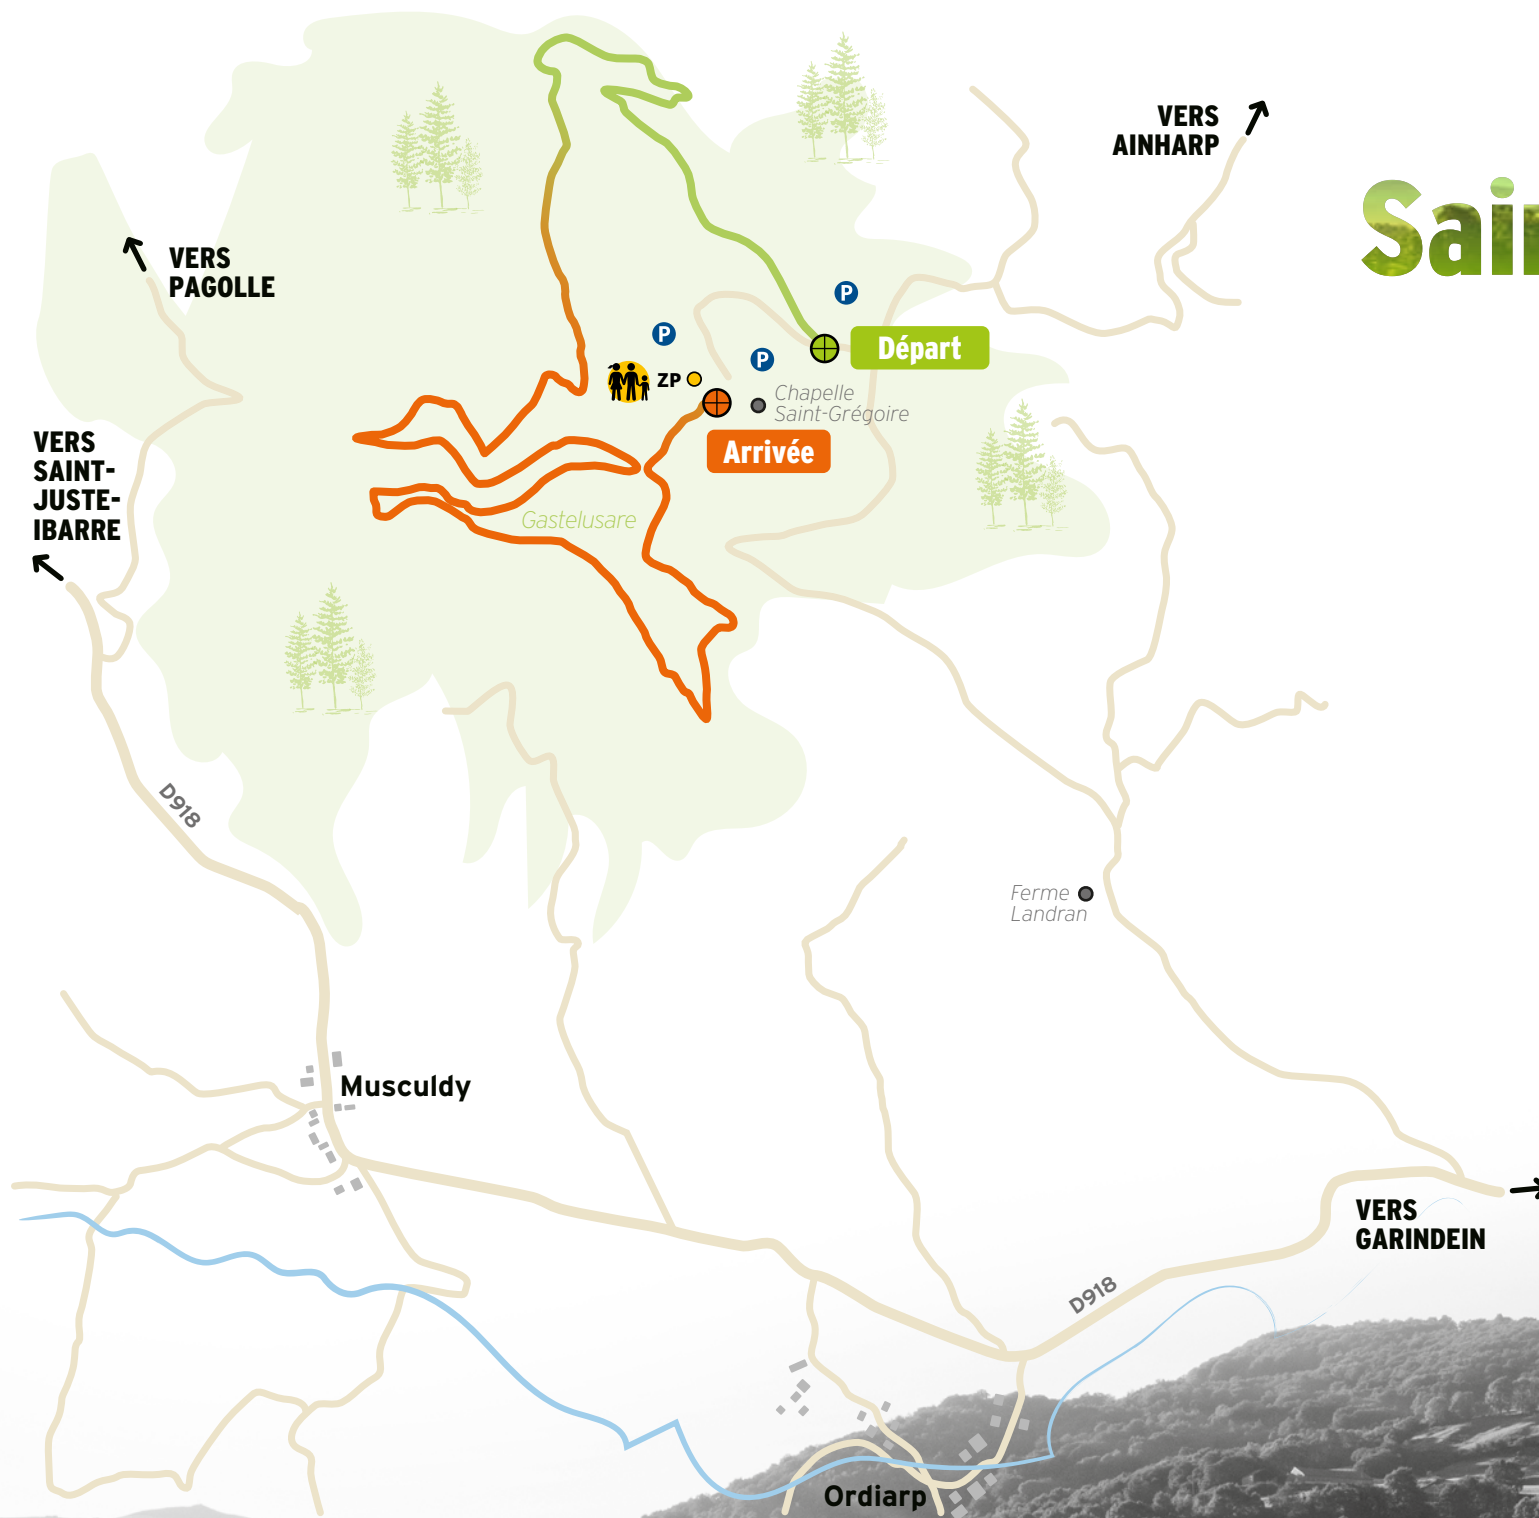 VERS
AINHARP
Sain
VERS
PAGOLLE
P
P
P
Départ
ZP
Chapelle
Saint-Grégoire
Arrivée
VERS
SAINT-
JUSTE-
IBARRE
Gastelusare
D918
Ferme
Landran
Musculdy
VERS
GARINDEIN
D918
Ordiarp